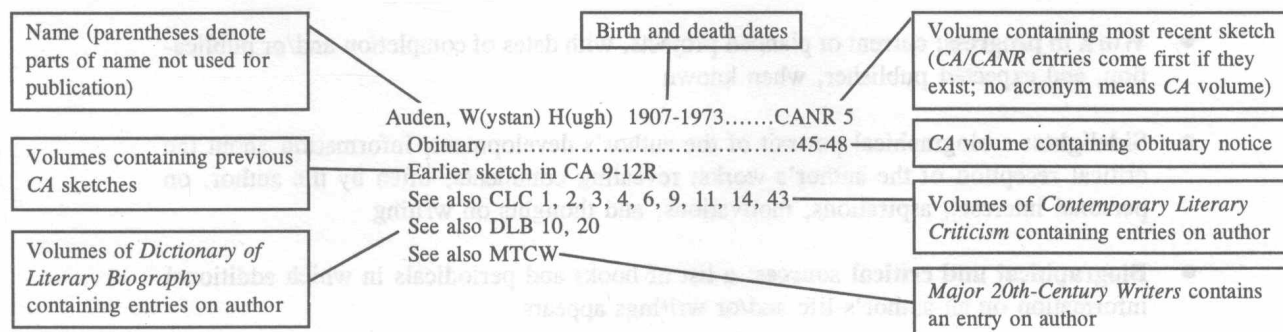 Name (parentheses denote
parts of name not used for
publication)
Birth and death dates
Volume containing most recent sketch
(CA/CANR entries come first if they
exist; no acronym means CA volume)
Auden, W(ystan) H(ugh) 1907-1973.......CANR 5
Obituary.............................................45-48
Earlier sketch in CA 9-12R
See also CLC 1, 2, 3, 4, 6, 9, 11, 14, 43
See also DLB 10, 20
See also MTCW
Volumes containing previous
CA sketches
Volumes of Dictionary of
Literary Biography
containing entries on author
CA volume containing obituary notice
Volumes of Contemporary Literary
Criticism containing entries on author
Major 20th-Century Writers contains
an entry on author